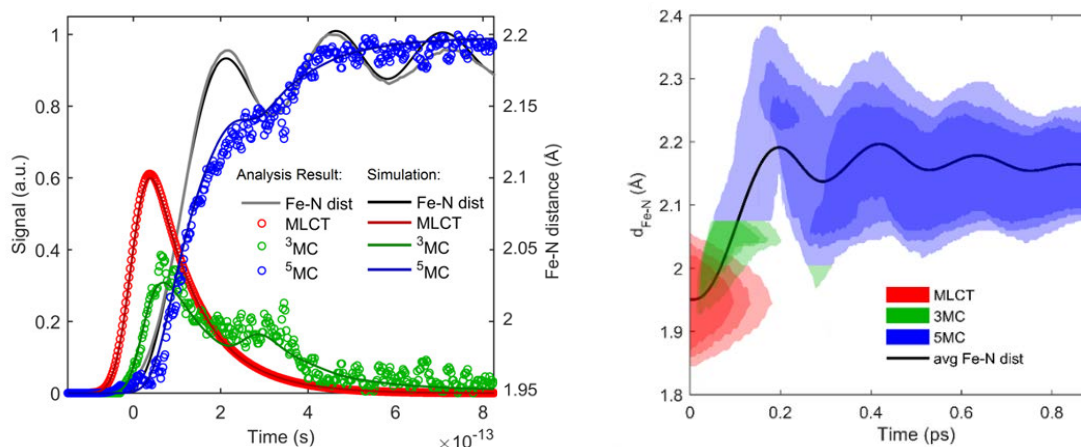 1
0.8
0.6
0.4
0.2
0
Signal (a.u.)
2.2
2.15
2.1
2.05
2
1.95
Fe-N distance (Å)
Analysis Result: Simulation:
Fe-N dist Fe-N dist
MLCT MLCT
³MC ³MC
⁵MC ⁵MC
0 2 4 6 8
Time (s) × 10⁻¹³
2.4
2.3
2.2
2.1
2
1.9
1.8
d_Fe-N (Å)
MLCT
3MC
5MC
avg Fe-N dist
0 0.2 0.4 0.6 0.8
Time (ps)